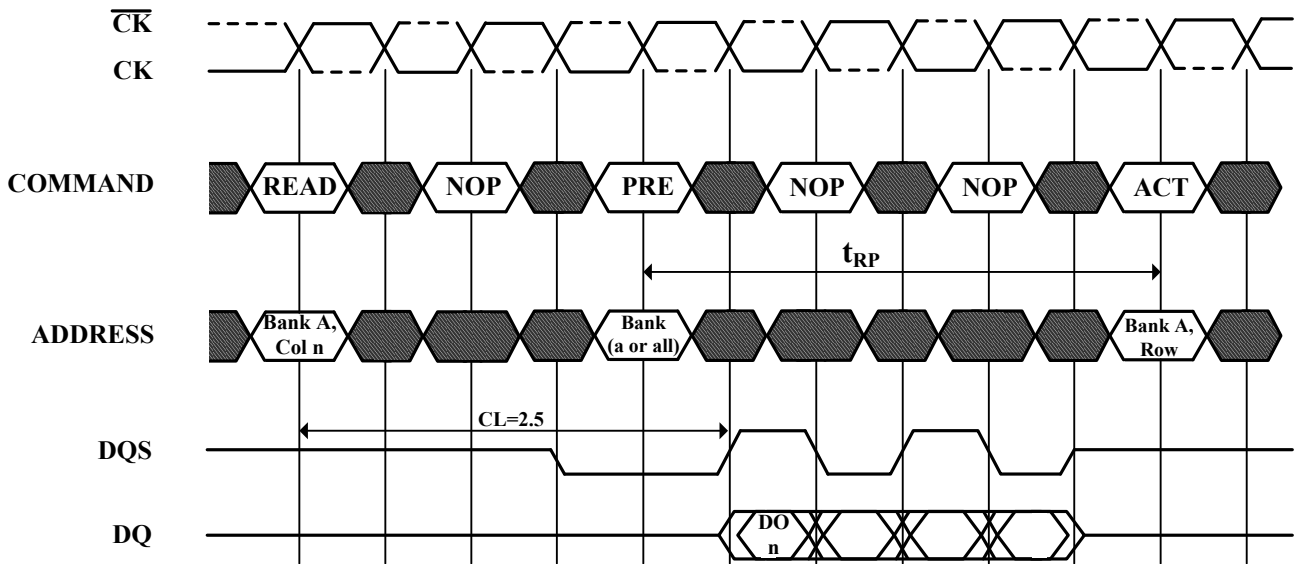 CK
CK
COMMAND
READ
NOP
PRE
NOP
NOP
ACT
tRP
ADDRESS
Bank A,
Col n
Bank
(a or all)
Bank A,
Row
CL=2.5
DQS
DQ
DO
n